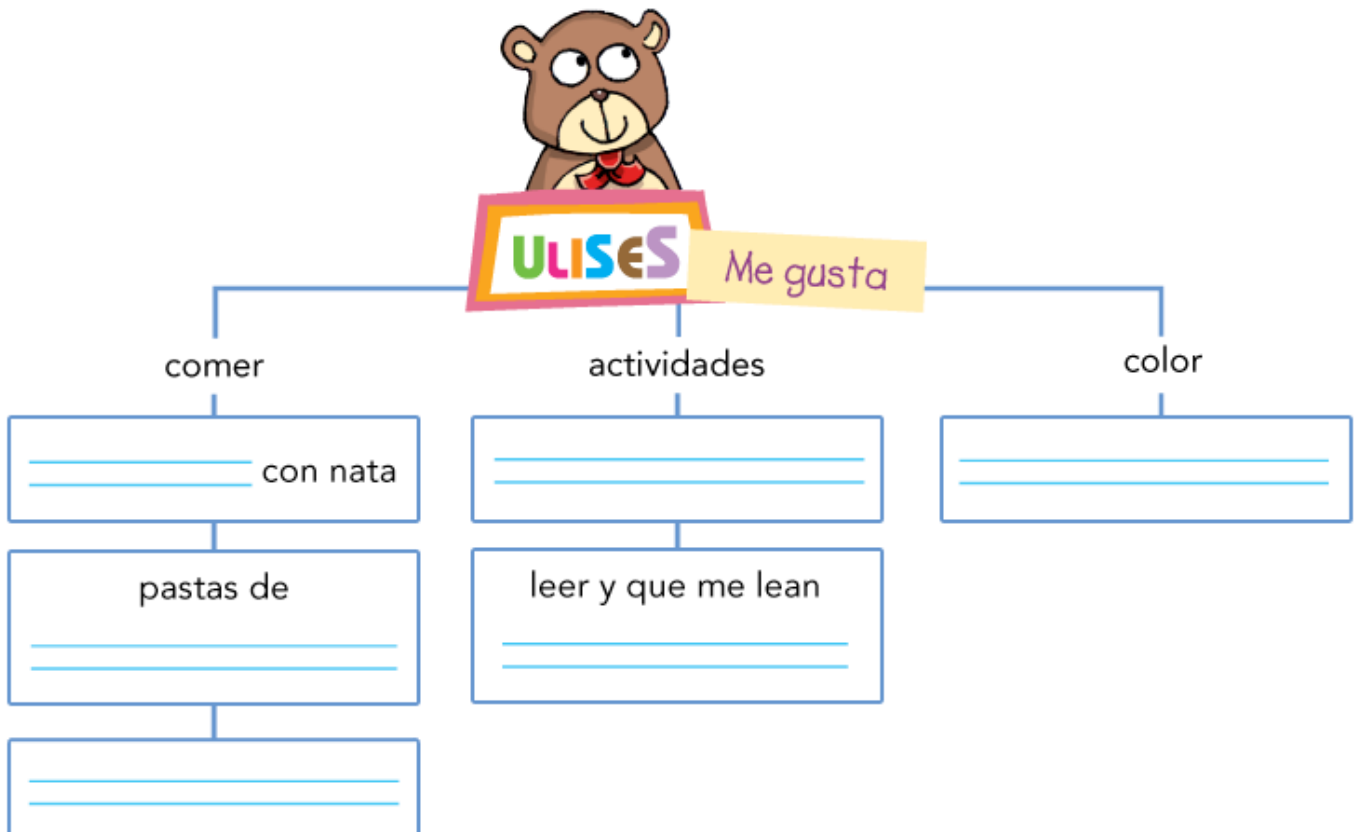 ULISES
Me gusta
comer
actividades
color
con nata
pastas de
leer y que me lean